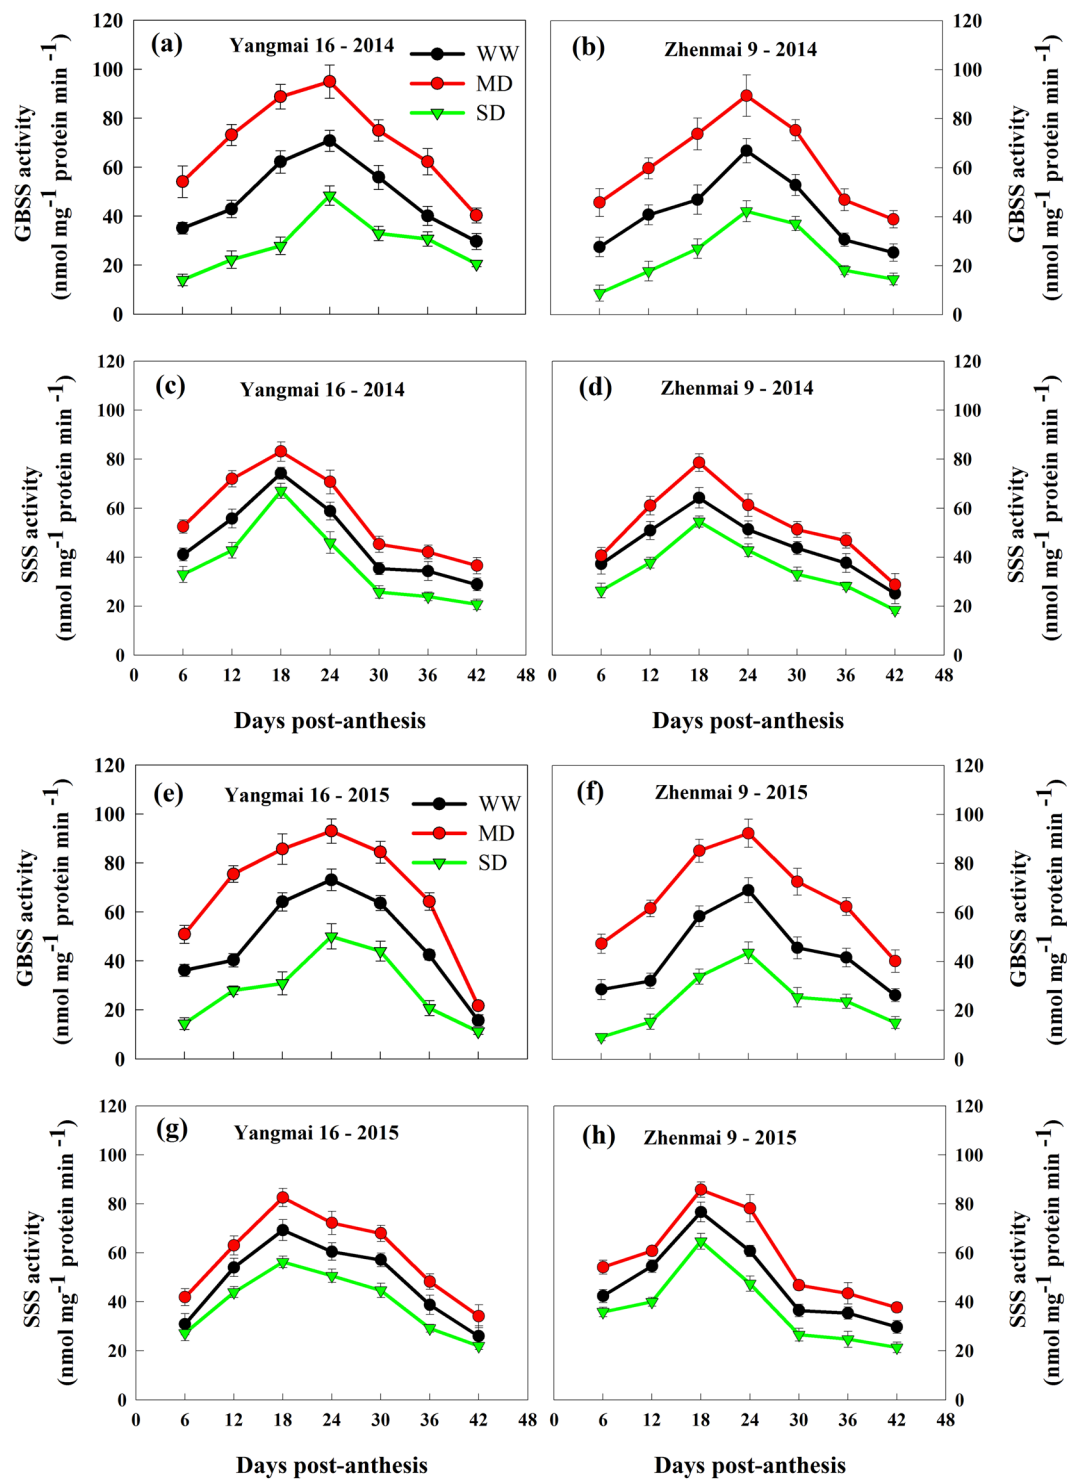 (a) Yangmai 16 - 2014
WW
MD
SD
GBSS activity
(nmol mg⁻¹ protein min ⁻¹)
120
100
80
60
40
20
0
(b) Zhenmai 9 - 2014
120
100
80
60
40
20
0
GBSS activity
(nmol mg⁻¹ protein min ⁻¹)
(c) Yangmai 16 - 2014
SSS activity
(nmol mg⁻¹ protein min ⁻¹)
120
100
80
60
40
20
0
0 6 12 18 24 30 36 42 48
Days post-anthesis
(d) Zhenmai 9 - 2014
120
100
80
60
40
20
0
SSS activity
(nmol mg⁻¹ protein min ⁻¹)
0 6 12 18 24 30 36 42 48
Days post-anthesis
(e) Yangmai 16 - 2015
WW
MD
SD
GBSS activity
(nmol mg⁻¹ protein min ⁻¹)
120
100
80
60
40
20
0
(f) Zhenmai 9 - 2015
120
100
80
60
40
20
0
GBSS activity
(nmol mg⁻¹ protein min ⁻¹)
(g) Yangmai 16 - 2015
SSS activity
(nmol mg⁻¹ protein min ⁻¹)
120
100
80
60
40
20
0
0 6 12 18 24 30 36 42 48
Days post-anthesis
(h) Zhenmai 9 - 2015
120
100
80
60
40
20
0
SSS activity
(nmol mg⁻¹ protein min ⁻¹)
0 6 12 18 24 30 36 42 48
Days post-anthesis